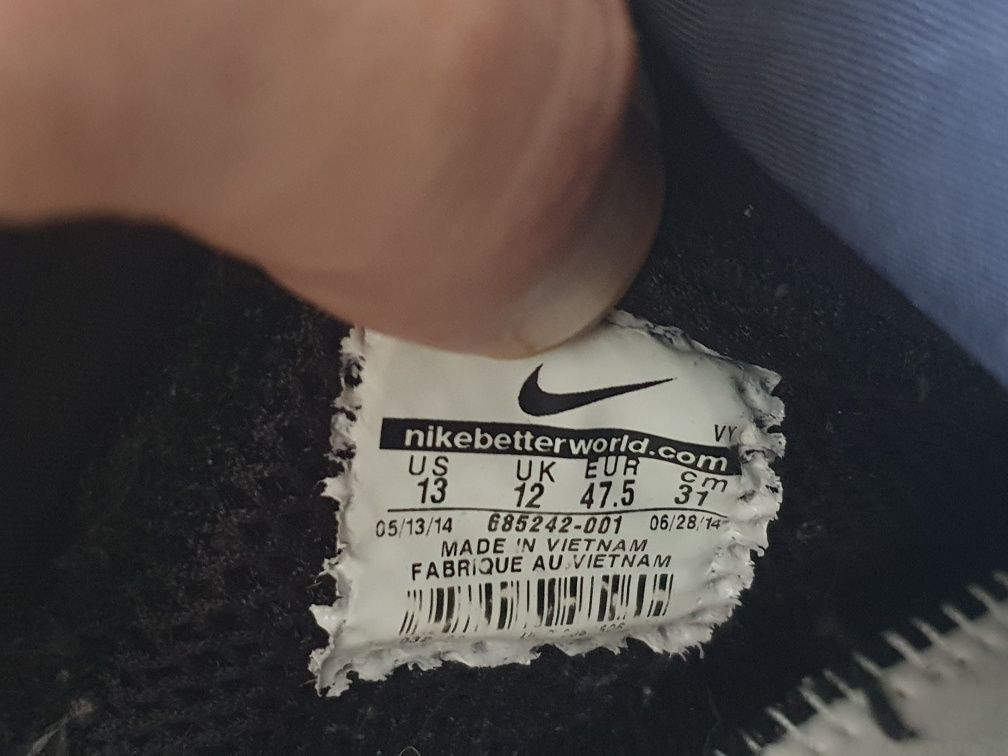 VY
nikebetterworld.com
US UK EUR cm
13 12 47.5 31
05/13/14 685242-001 06/28/14
MADE IN VIETNAM
FABRIQUE AU VIETNAM